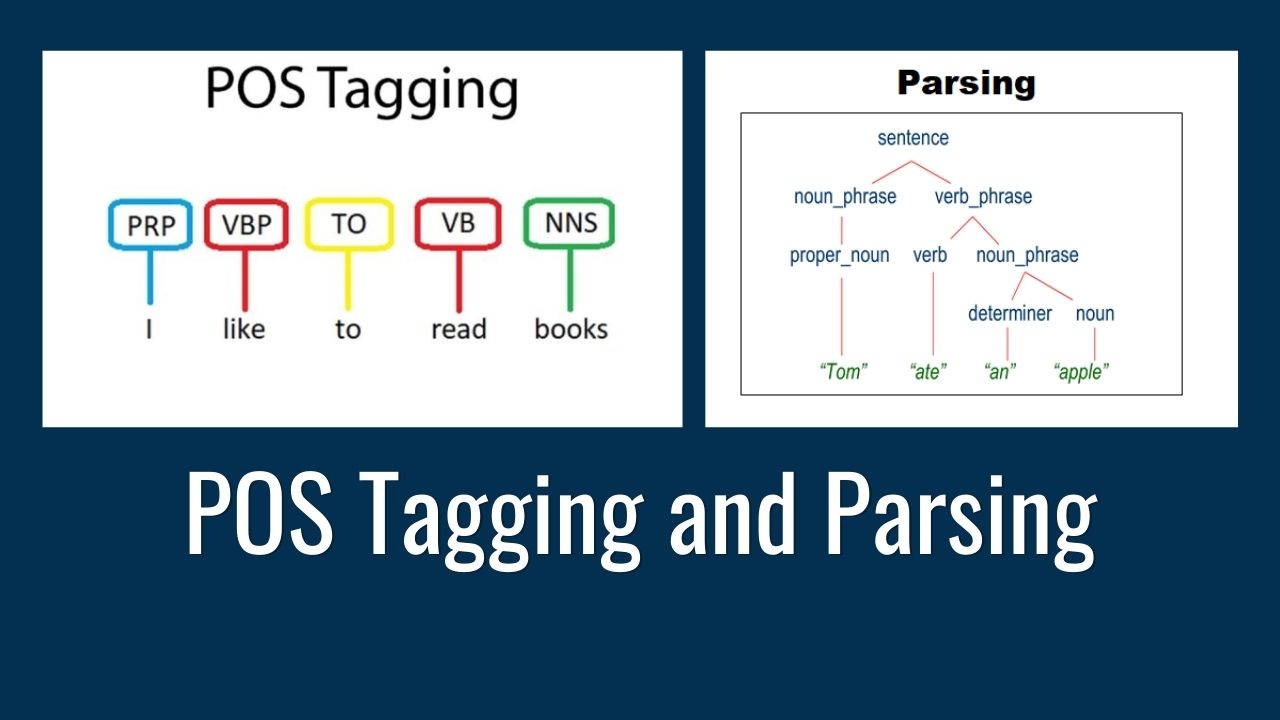 POS Tagging
PRP VBP TO VB NNS
I like to read books
Parsing
sentence
noun_phrase verb_phrase
proper_noun verb noun_phrase
determiner noun
“Tom” “ate” “an” “apple”
POS Tagging and Parsing